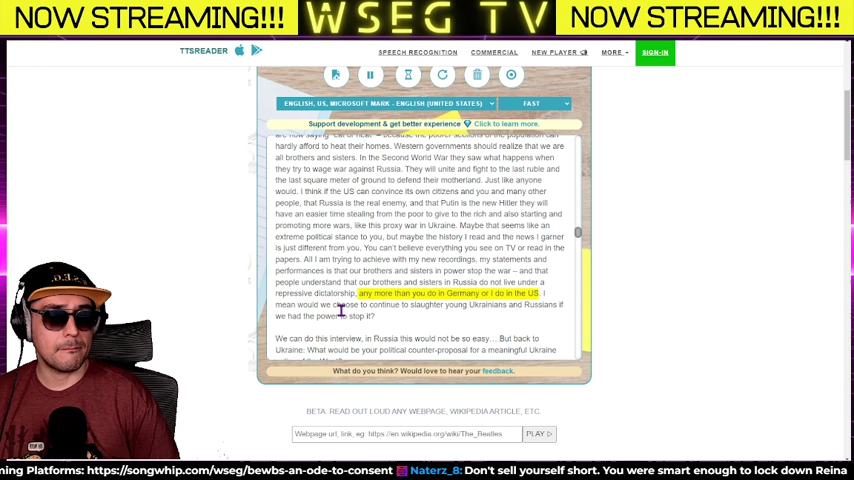 NOW STREAMING!!!
WSEG TV
NOW STREAMING!!!
TTSREADER
SPEECH RECOGNITION
COMMERCIAL
NEW PLAYER
MORE
SIGN-IN
ENGLISH, US, MICROSOFT MARK - ENGLISH (UNITED STATES)
FAST
Support development & get better experience 💎 Click to learn more.
hardly afford to heat their homes. Western governments should realize that we are
all brothers and sisters. In the Second World War they saw what happens when
they try to wage war against Russia. They will unite and fight to the last ruble and
the last square meter of ground to defend their motherland. Just like anyone
would. I think if the US can convince its own citizens and you and many other
people, that Russia is the real enemy, and that Putin is the new Hitler they will
have an easier time stealing from the poor to give to the rich and also starting and
promoting more wars, like this proxy war in Ukraine. Maybe that seems like an
extreme political stance to you, but maybe the history I read and the news I garner
is just different from you. You can't believe everything you see on TV or read in the
papers. All I am trying to achieve with my new recordings, my statements and
performances is that our brothers and sisters in power stop the war – and that
people understand that our brothers and sisters in Russia do not live under a
repressive dictatorship, any more than you do in Germany or I do in the US. I
mean would we choose to continue to slaughter young Ukrainians and Russians if
we had the power to stop it?
We can do this interview, in Russia this would not be so easy… But back to
Ukraine: What would be your political counter-proposal for a meaningful Ukraine
What do you think? Would love to hear your feedback.
BETA. READ OUT LOUD ANY WEBPAGE, WIKIPEDIA ARTICLE, ETC.
Webpage url, link, eg: https://en.wikipedia.org/wiki/The_Beatles
PLAY ▷
ming Platforms: https://songwhip.com/wseg/bewbs-an-ode-to-consent Naterz_8: Don't sell yourself short. You were smart enough to lock down Reina